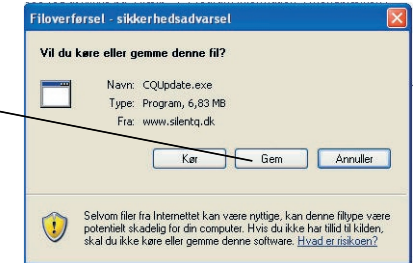 Filoverførsel - sikkerhedsadvarsel
Vil du køre eller gemme denne fil?
Navn: CQUpdate.exe
Type: Program, 6,83 MB
Fra: www.silentq.dk
Kør Gem Annuller
Selvom filer fra Internettet kan være nyttige, kan denne filtype være
potentielt skadelig for din computer. Hvis du ikke har tillid til kilden,
skal du ikke køre eller gemme denne software. Hvad er risikoen?